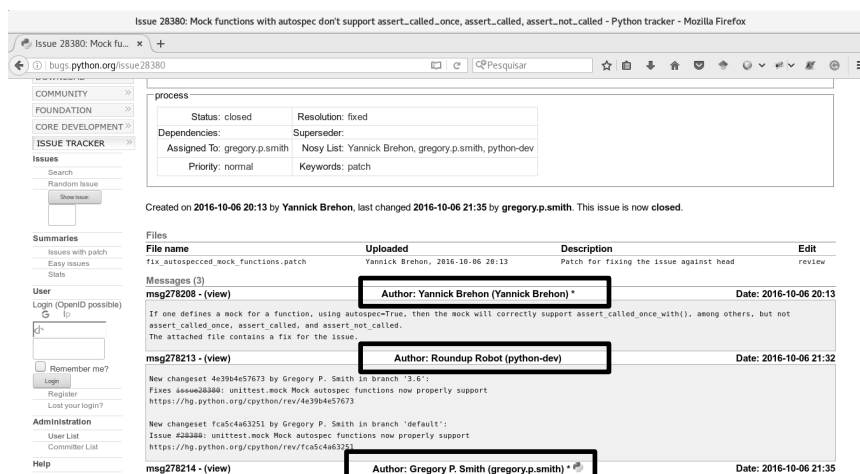 Issue 28380: Mock functions with autospec don't support assert_called_once, assert_called, assert_not_called - Python tracker - Mozilla Firefox
Issue 28380: Mock fu... × +
bugs.python.org/issue28380
Pesquisar
COMMUNITY »
FOUNDATION »
CORE DEVELOPMENT »
ISSUE TRACKER »
Issues
Search
Random Issue
Show issue:
Summaries
Issues with patch
Easy issues
Stats
User
Login (OpenID possible)
Remember me?
Login
Register
Lost your login?
Administration
User List
Committer List
Help
process
Status: closed Resolution: fixed
Dependencies: Superseder:
Assigned To: gregory.p.smith Nosy List: Yannick Brehon, gregory.p.smith, python-dev
Priority: normal Keywords: patch
Created on 2016-10-06 20:13 by Yannick Brehon, last changed 2016-10-06 21:35 by gregory.p.smith. This issue is now closed.
Files
File name Uploaded Description Edit
fix_autospecced_mock_functions.patch Yannick Brehon, 2016-10-06 20:13 Patch for fixing the issue against head review
Messages (3)
msg278208 - (view) Author: Yannick Brehon (Yannick Brehon) * Date: 2016-10-06 20:13
If one defines a mock for a function, using autospec=True, then the mock will correctly support assert_called_once_with(), among others, but not
assert_called_once, assert_called, and assert_not_called.
The attached file contains a fix for the issue.
msg278213 - (view) Author: Roundup Robot (python-dev) Date: 2016-10-06 21:32
New changeset 4e39b4e57673 by Gregory P. Smith in branch '3.6':
Fixes issue28380: unittest.mock Mock autospec functions now properly support
https://hg.python.org/cpython/rev/4e39b4e57673
New changeset fca5c4a63251 by Gregory P. Smith in branch 'default':
Issue #28380: unittest.mock Mock autospec functions now properly support
https://hg.python.org/cpython/rev/fca5c4a63251
msg278214 - (view) Author: Gregory P. Smith (gregory.p.smith) * Date: 2016-10-06 21:35